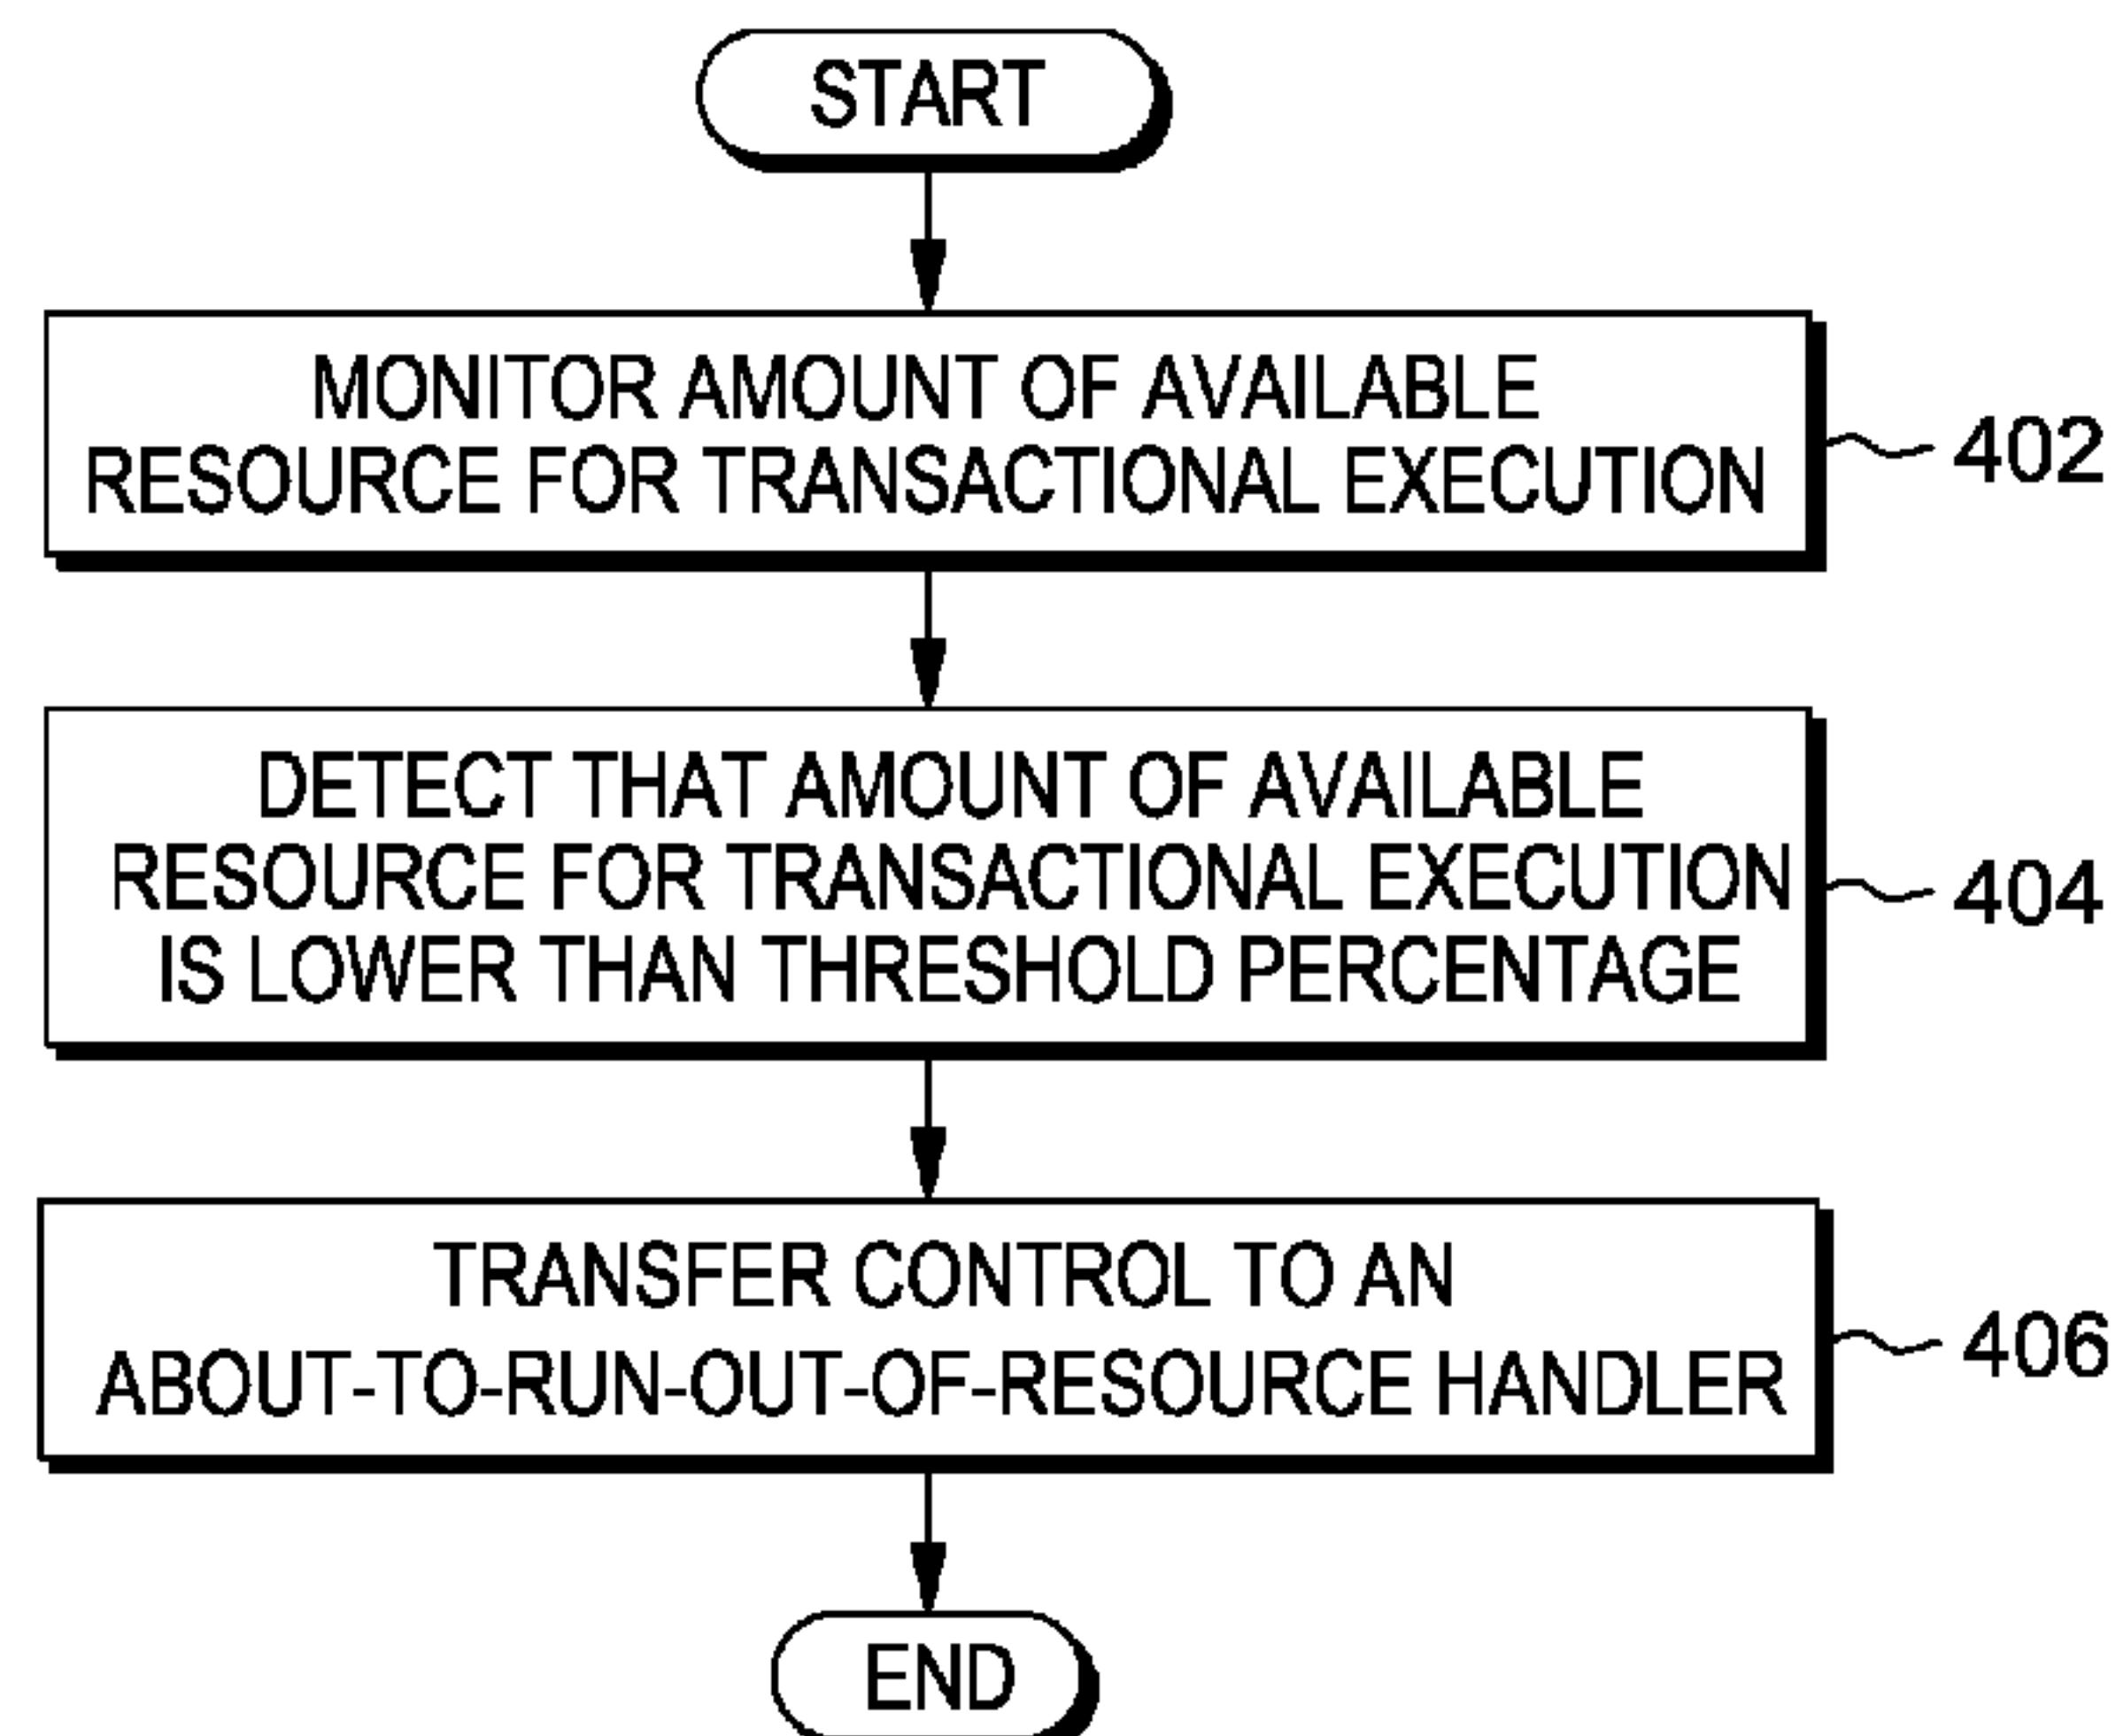 START
MONITOR AMOUNT OF AVAILABLE
RESOURCE FOR TRANSACTIONAL EXECUTION
402
DETECT THAT AMOUNT OF AVAILABLE
RESOURCE FOR TRANSACTIONAL EXECUTION
IS LOWER THAN THRESHOLD PERCENTAGE
404
TRANSFER CONTROL TO AN
ABOUT-TO-RUN-OUT-OF-RESOURCE HANDLER
406
END